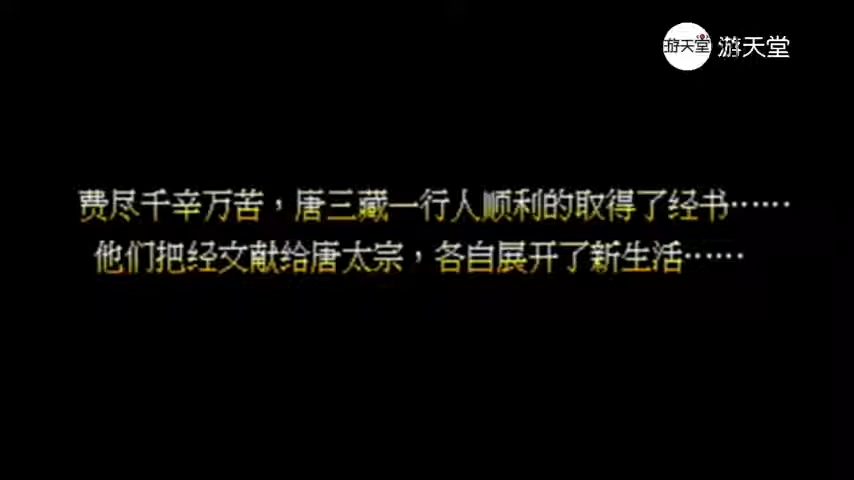 游天堂 游天堂
费尽千辛万苦，唐三藏一行人顺利的取得了经书……
他们把经文献给唐太宗，各自展开了新生活……